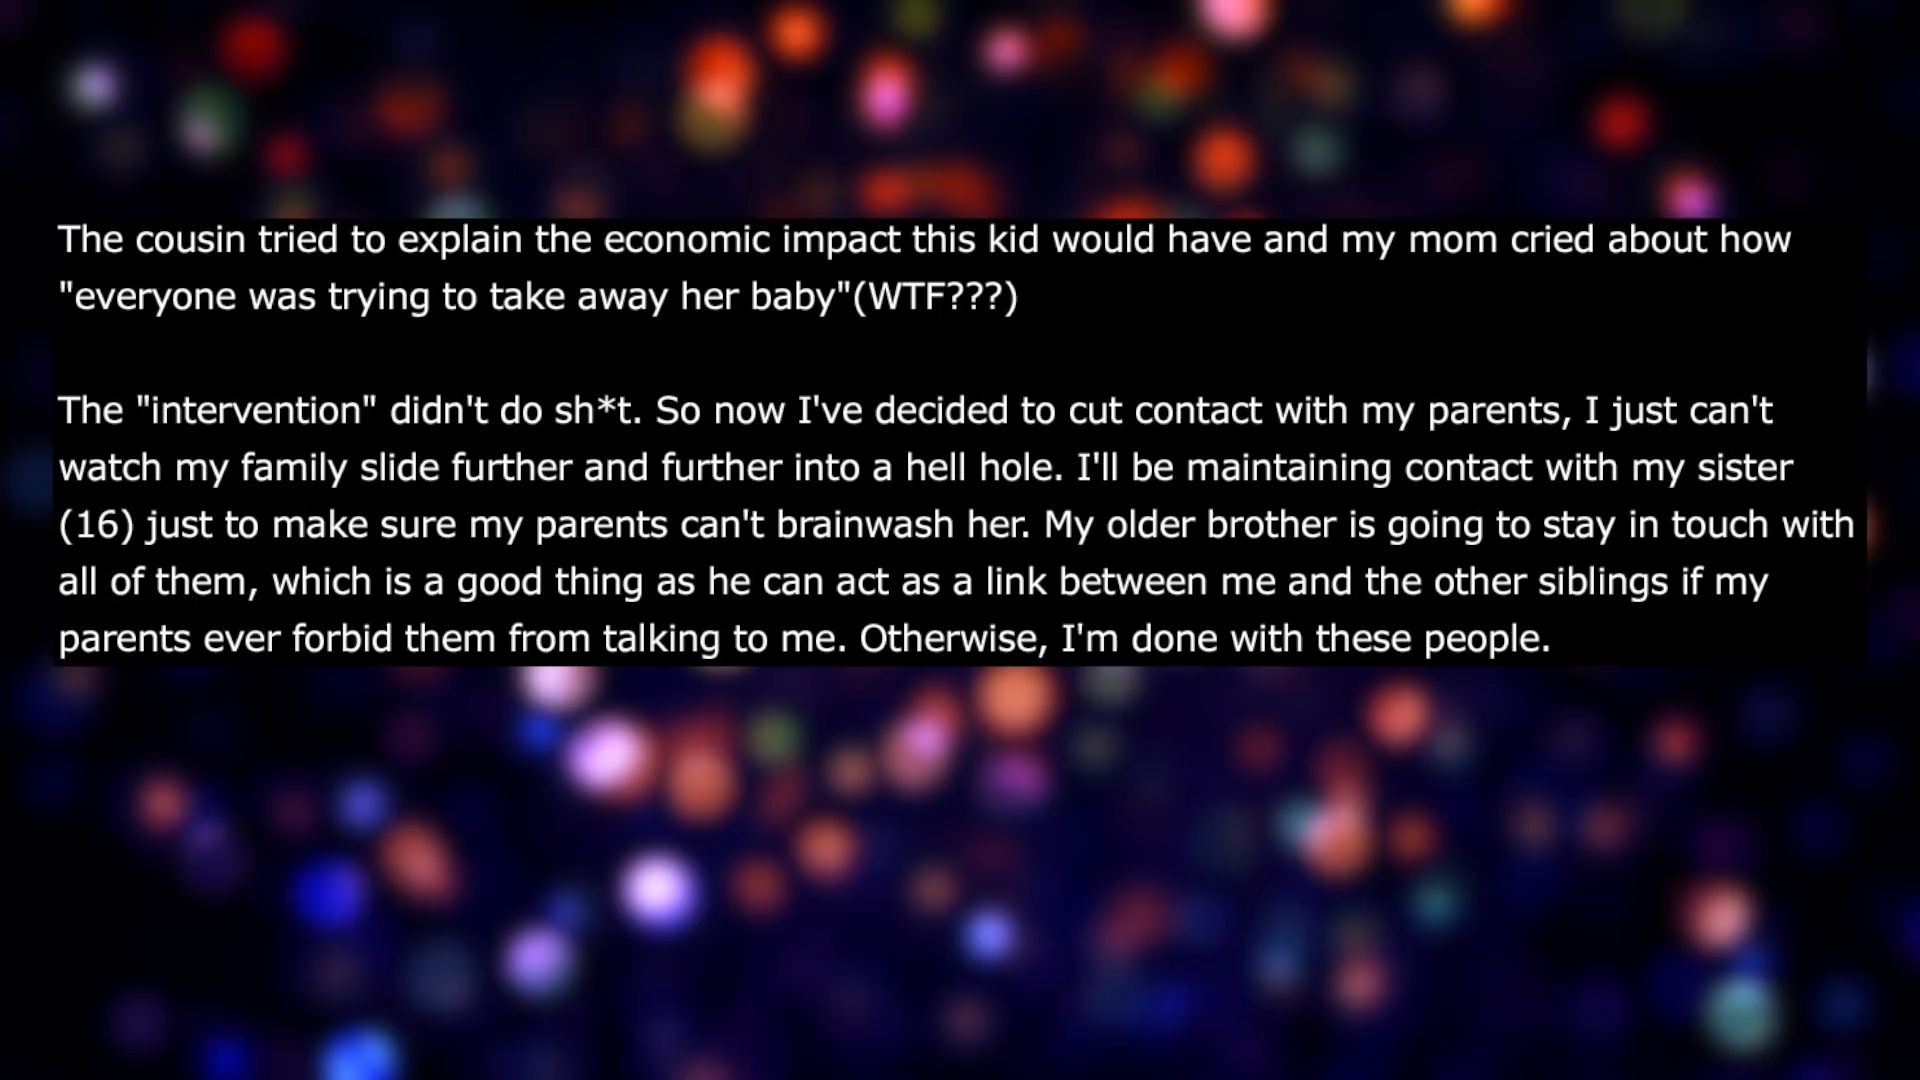 The cousin tried to explain the economic impact this kid would have and my mom cried about how
"everyone was trying to take away her baby"(WTF???)
The "intervention" didn't do sh*t. So now I've decided to cut contact with my parents, I just can't
watch my family slide further and further into a hell hole. I'll be maintaining contact with my sister
(16) just to make sure my parents can't brainwash her. My older brother is going to stay in touch with
all of them, which is a good thing as he can act as a link between me and the other siblings if my
parents ever forbid them from talking to me. Otherwise, I'm done with these people.